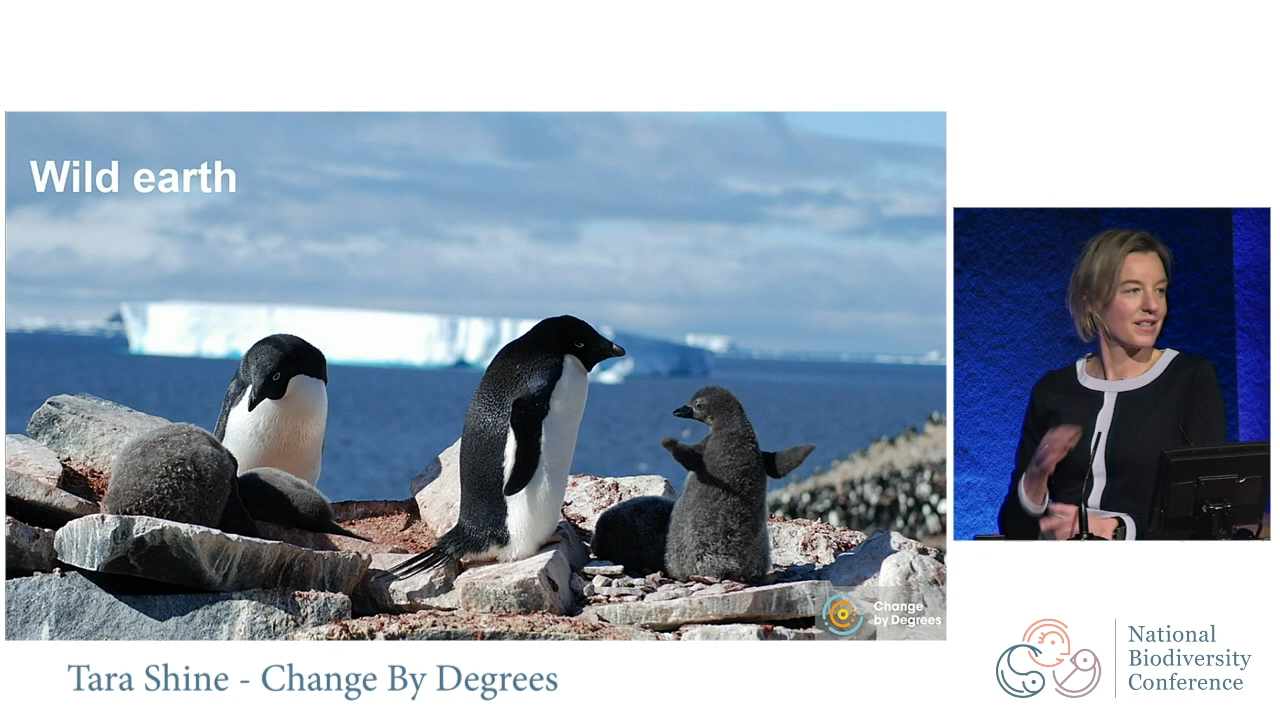 Wild earth
Change
by Degrees
Tara Shine - Change By Degrees
National
Biodiversity
Conference